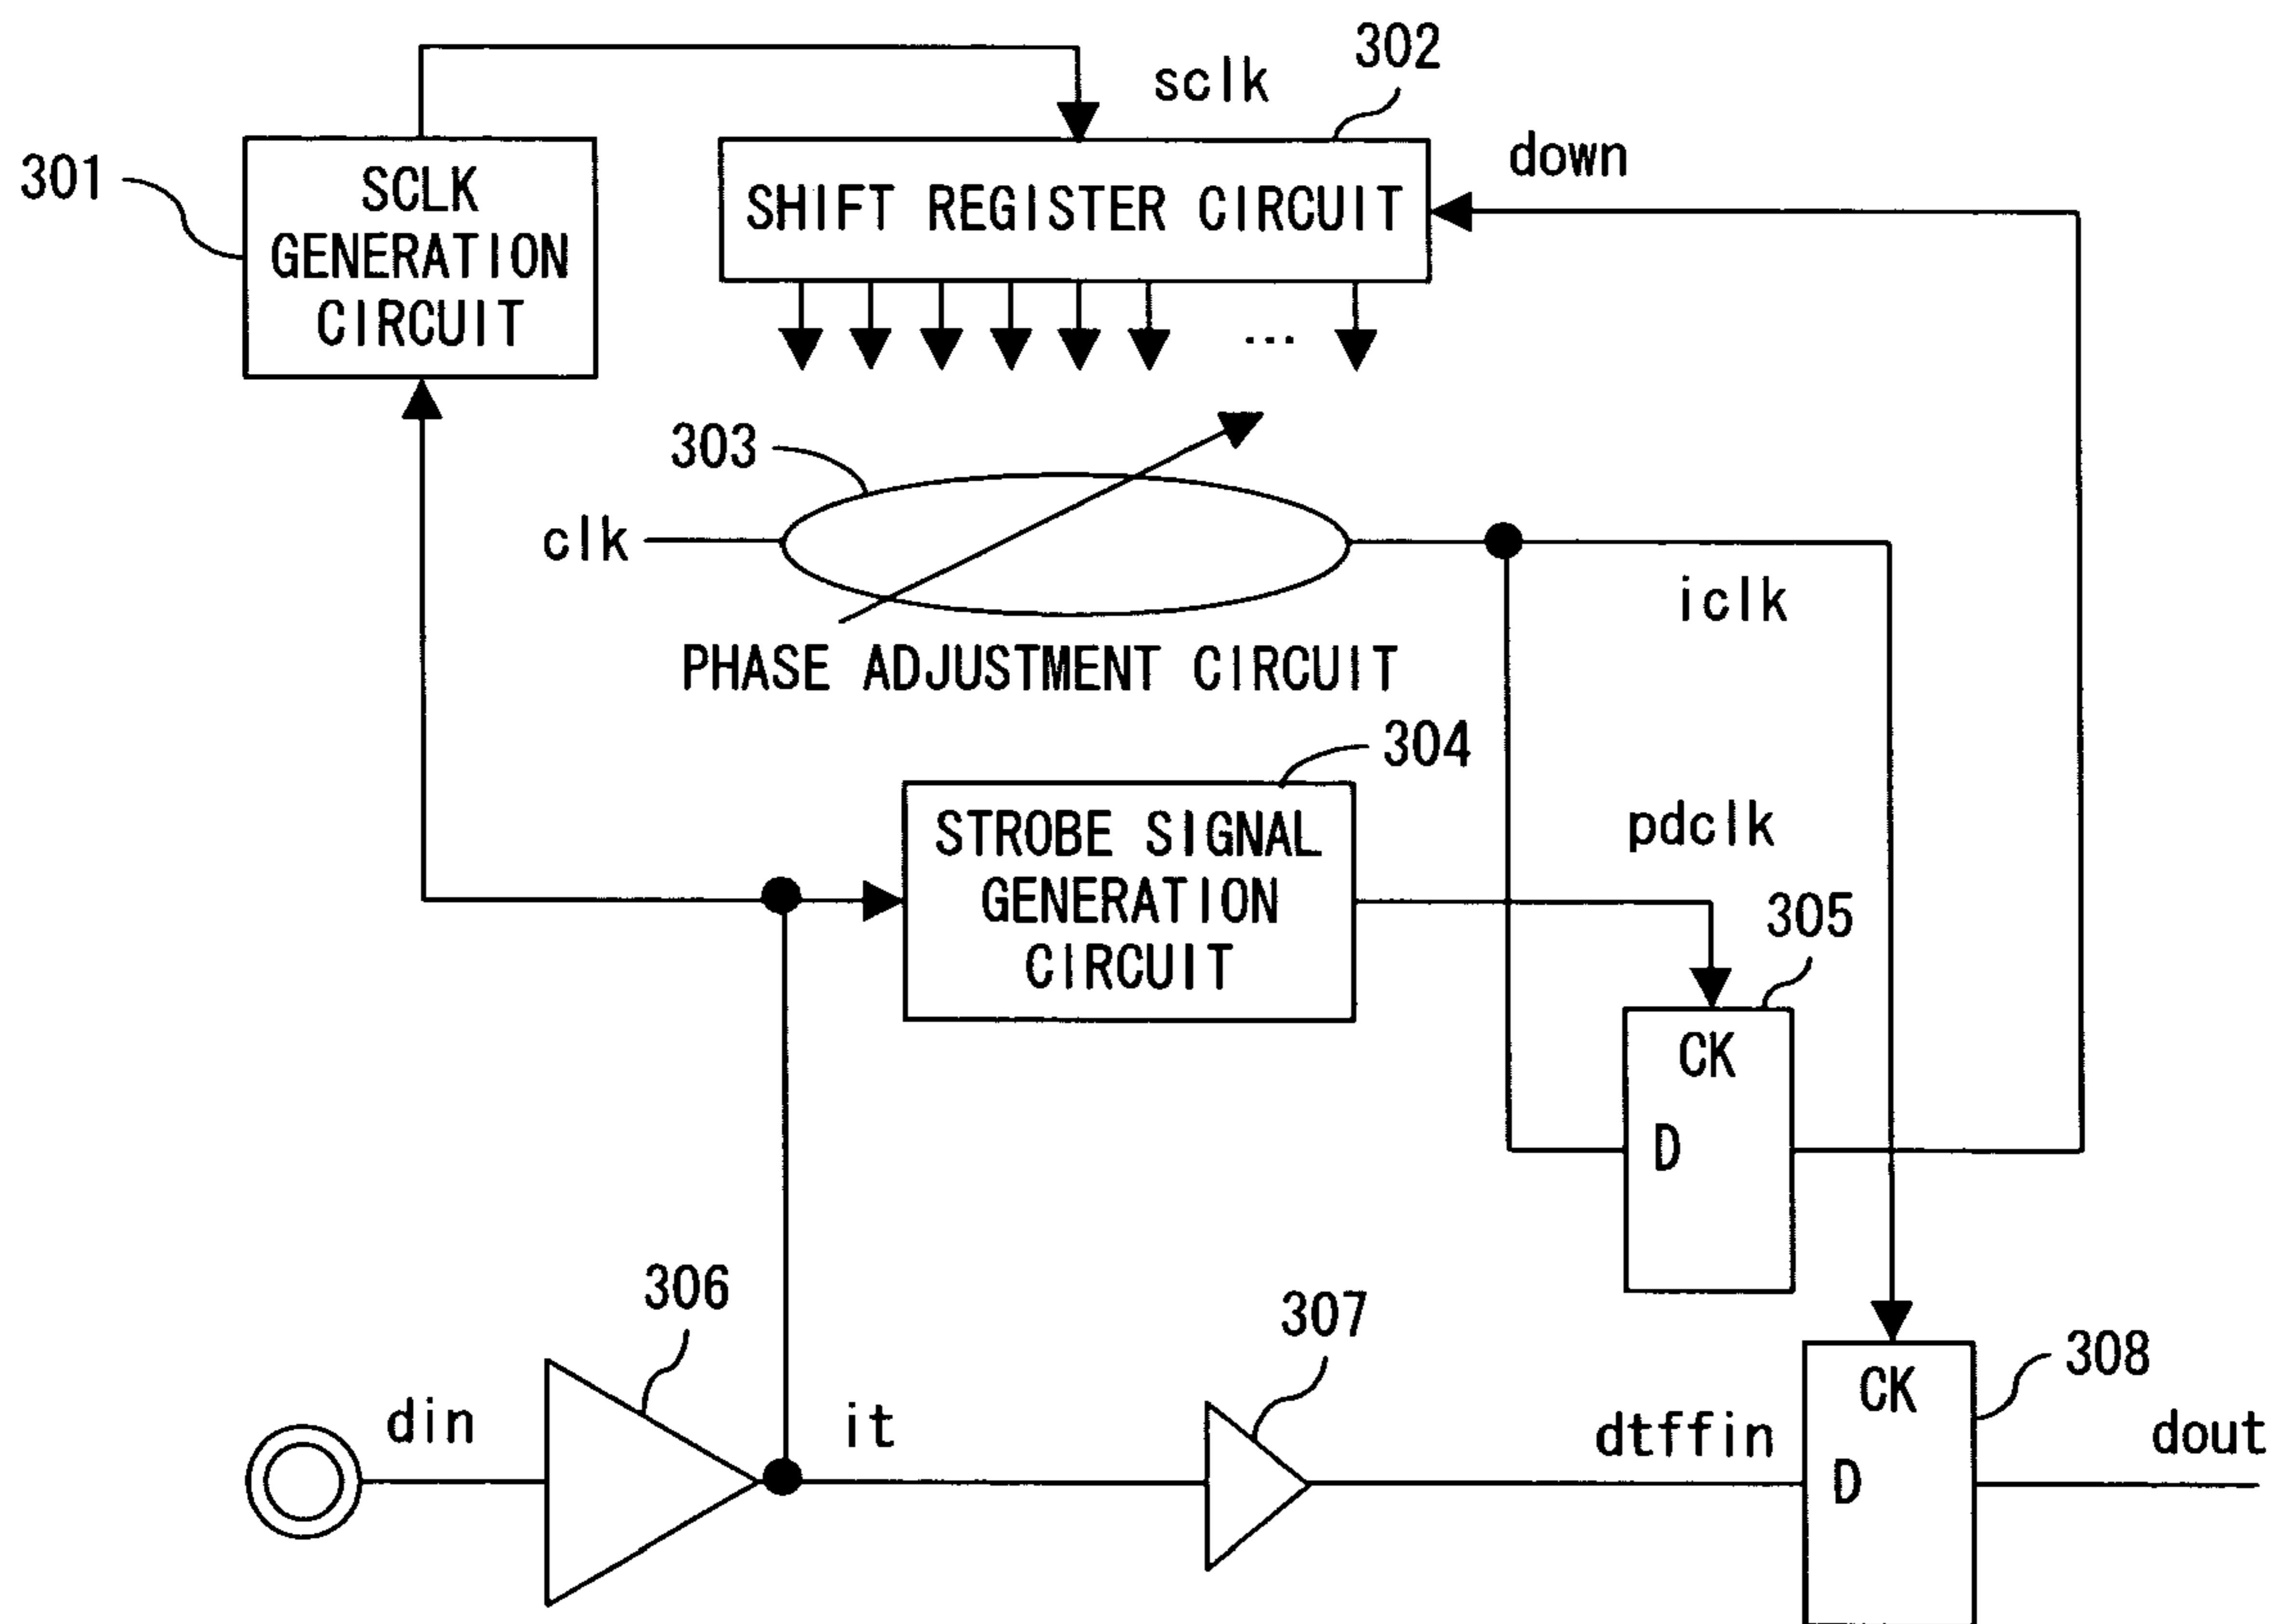 302
sclk
down
301
SCLK
GENERATION
CIRCUIT
SHIFT REGISTER CIRCUIT
...
303
clk
iclk
PHASE ADJUSTMENT CIRCUIT
304
STROBE SIGNAL
GENERATION
CIRCUIT
pdclk
305
CK
D
306
307
308
din
it
dtffin
CK
D
dout